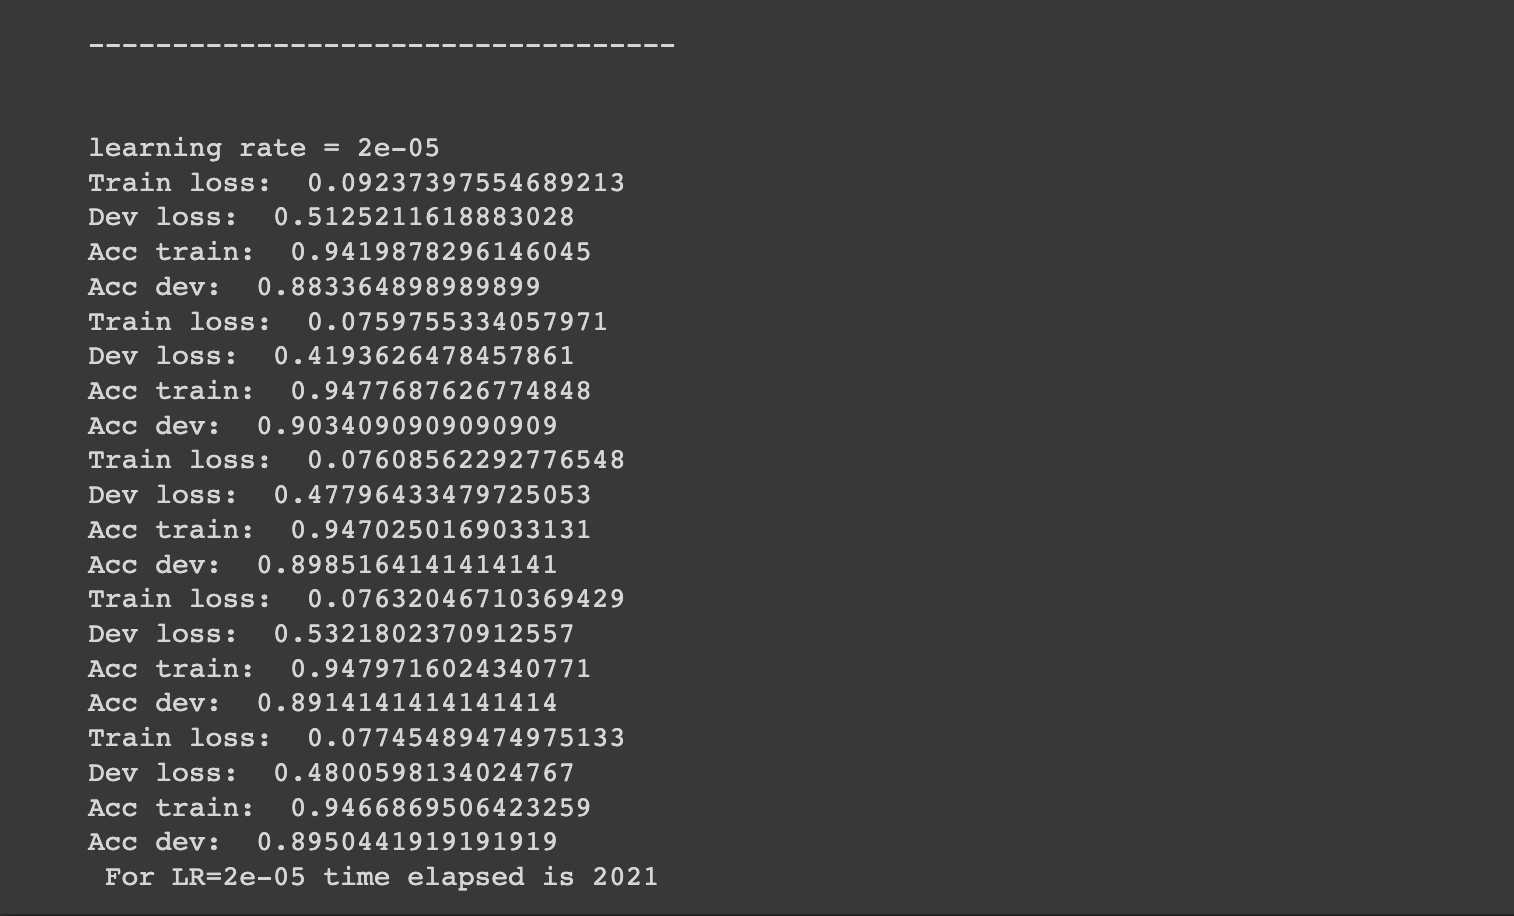 -----------------------------------
learning rate = 2e-05
Train loss:  0.09237397554689213
Dev loss:  0.5125211618883028
Acc train:  0.9419878296146045
Acc dev:  0.883364898989899
Train loss:  0.0759755334057971
Dev loss:  0.4193626478457861
Acc train:  0.9477687626774848
Acc dev:  0.9034090909090909
Train loss:  0.07608562292776548
Dev loss:  0.47796433479725053
Acc train:  0.9470250169033131
Acc dev:  0.8985164141414141
Train loss:  0.07632046710369429
Dev loss:  0.5321802370912557
Acc train:  0.9479716024340771
Acc dev:  0.8914141414141414
Train loss:  0.07745489474975133
Dev loss:  0.4800598134024767
Acc train:  0.9466869506423259
Acc dev:  0.8950441919191919
 For LR=2e-05 time elapsed is 2021